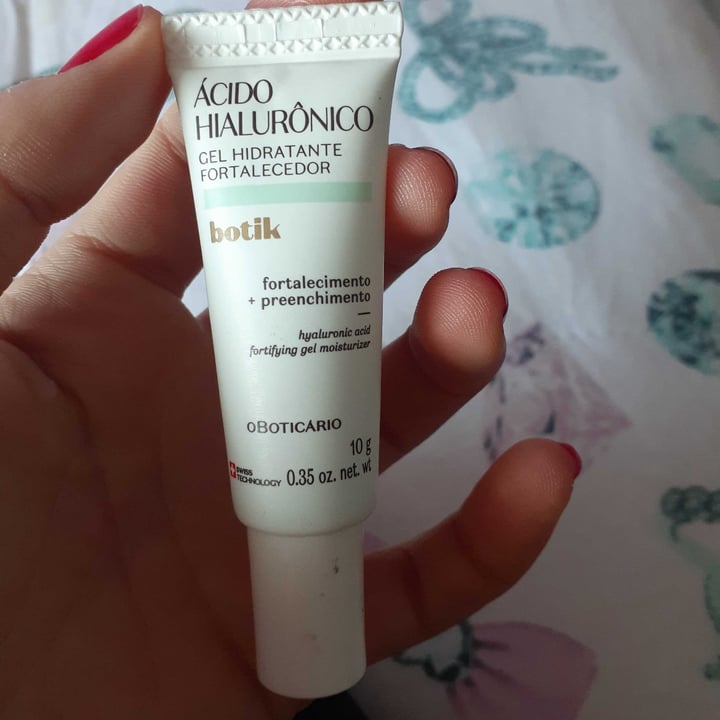 ÁCIDO
HIALURÔNICO
GEL HIDRATANTE
FORTALECEDOR
botik
fortalecimento
+ preenchimento
hyaluronic acid
fortifying gel moisturizer
oBOTICÁRIO
10 g
SWISS
TECHNOLOGY 0.35 oz. net. wt